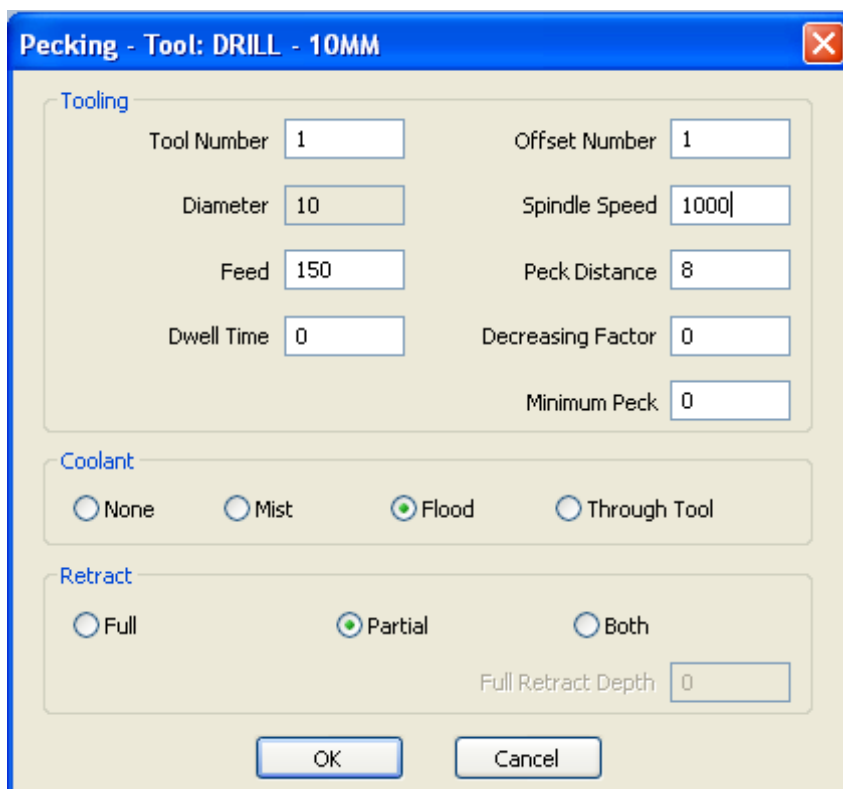 Pecking - Tool: DRILL - 10MM
Tooling
Tool Number 1 Offset Number 1
Diameter 10 Spindle Speed 1000
Feed 150 Peck Distance 8
Dwell Time 0 Decreasing Factor 0
Minimum Peck 0
Coolant
None Mist Flood Through Tool
Retract
Full Partial Both
Full Retract Depth 0
OK Cancel